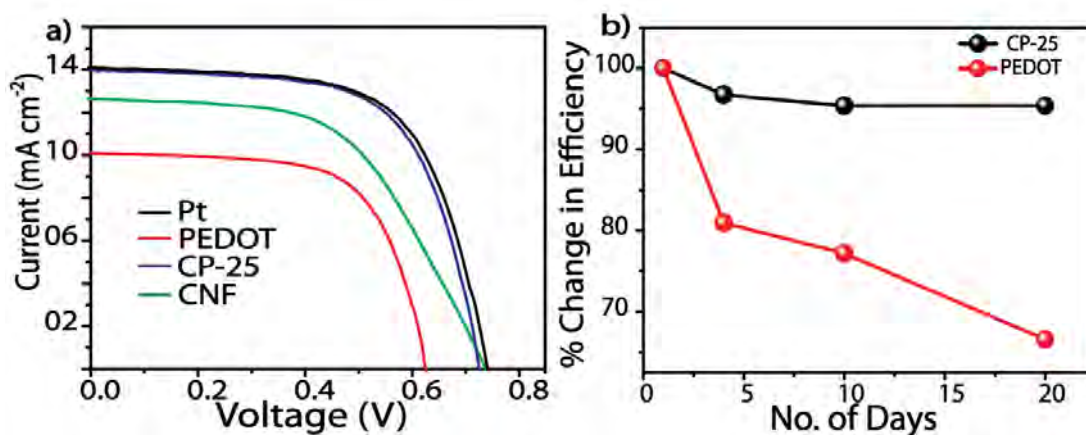 a)
14
10
06
02
Current (mA cm⁻²)
Pt
PEDOT
CP-25
CNF
0.0
0.2
0.4
0.6
0.8
Voltage (V)
b)
CP-25
PEDOT
100
90
80
70
% Change in Efficiency
0
5
10
15
20
No. of Days